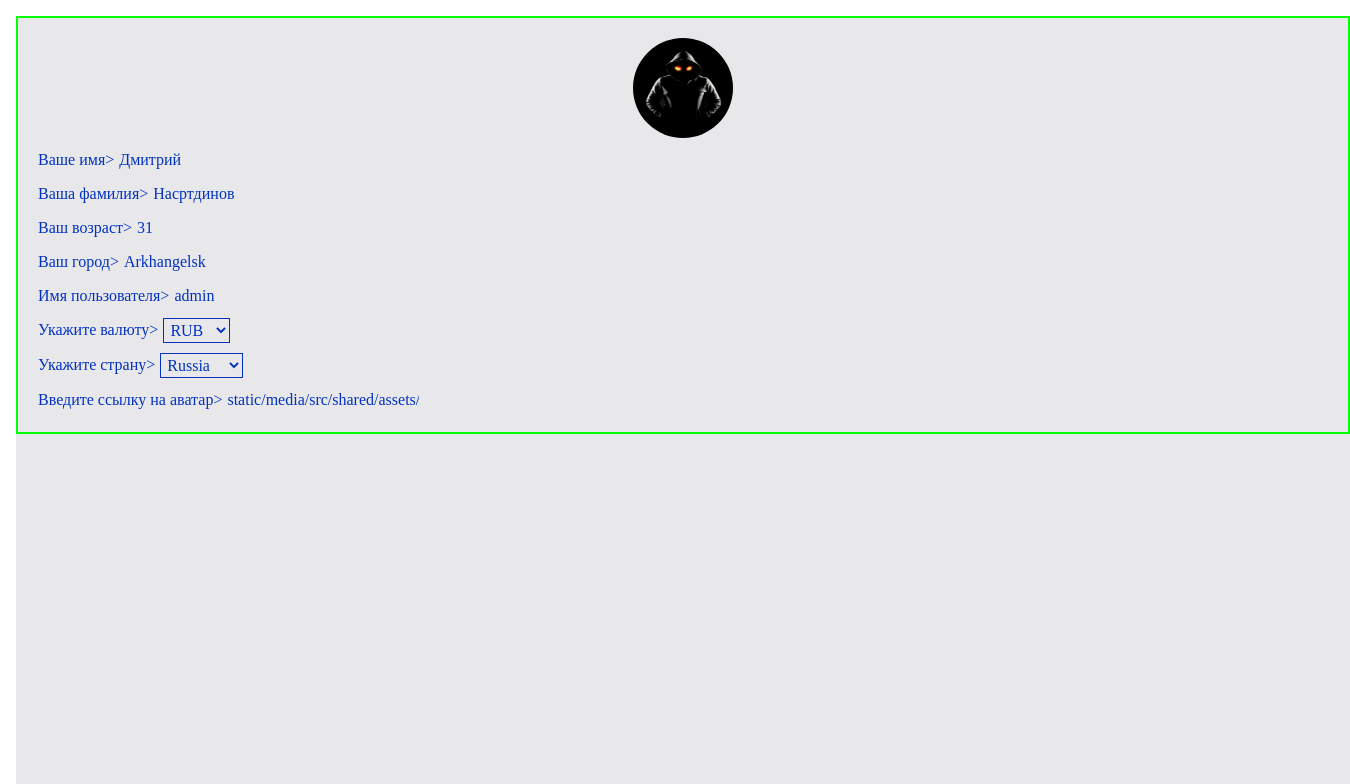 Ваше имя> Дмитрий
Ваша фамилия> Насртдинов
Ваш возраст> 31
Ваш город> Arkhangelsk
Имя пользователя> admin
Укажите валюту> RUB
Укажите страну> Russia
Введите ссылку на аватар> static/media/src/shared/assets/